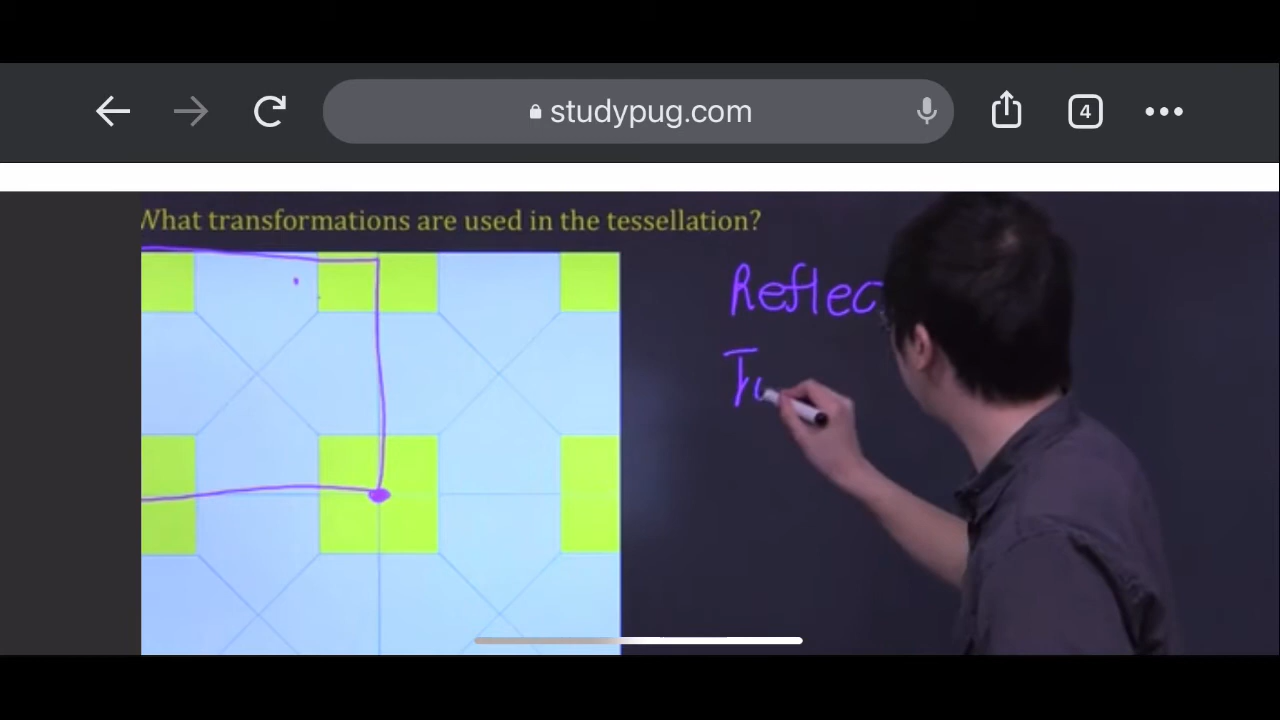 studypug.com
4
What transformations are used in the tessellation?
Reflec